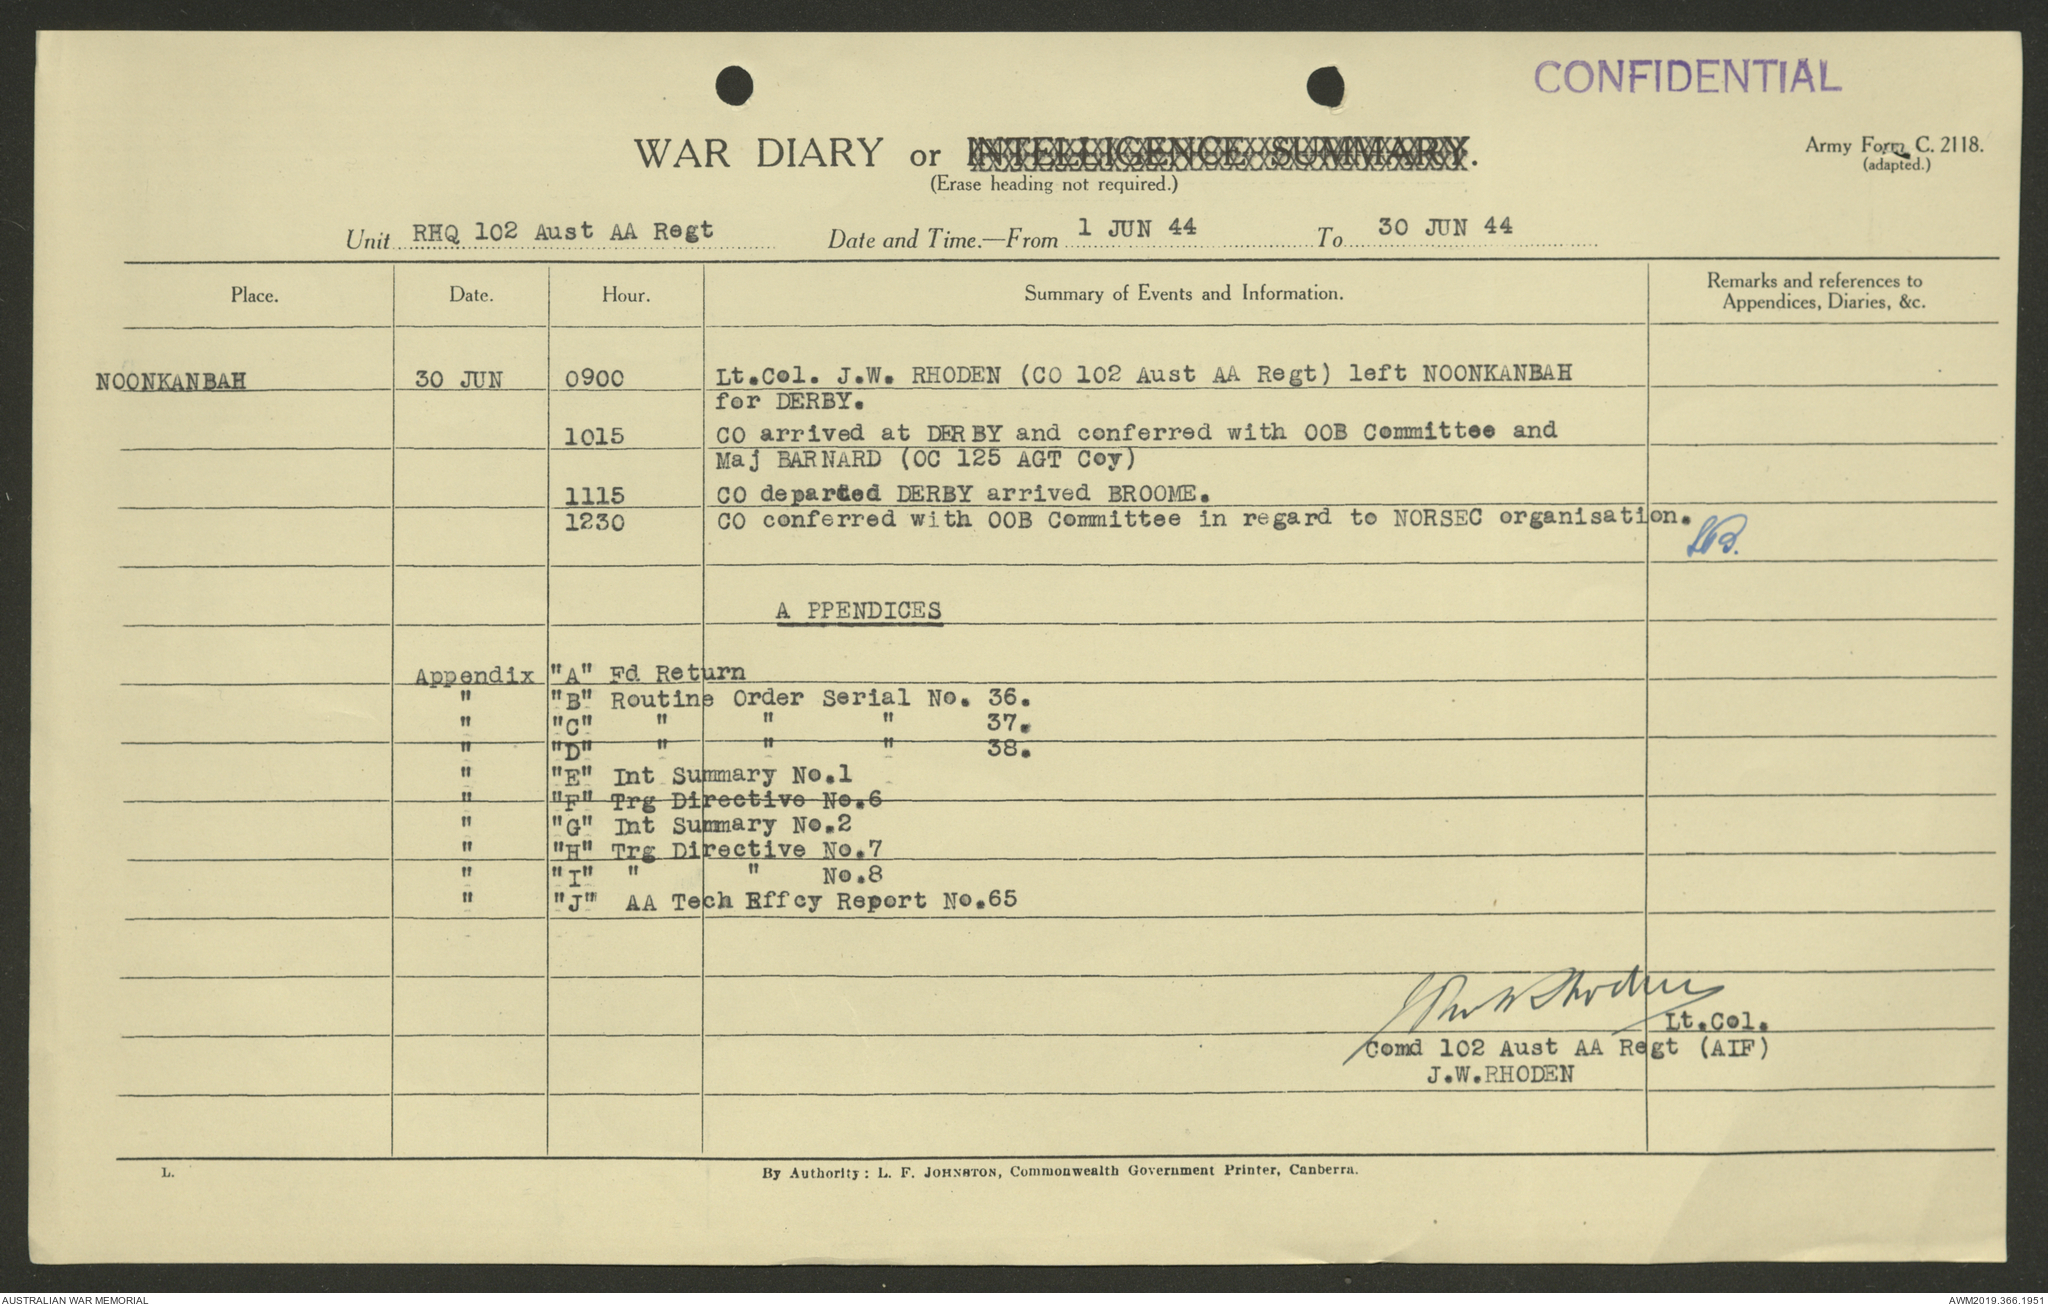 CONFIDENTIAL
WAR DIARY or INTELLIGENCE SUMMARY.
(Erase heading not required.)
Army Form C. 2118.
(adapted.)
Unit RHQ 102 Aust AA Regt Date and Time.—From 1 JUN 44 To 30 JUN 44
Place. Date. Hour. Summary of Events and Information. Remarks and references to
Appendices, Diaries, &c.
NOONKANBAH 30 JUN 0900 Lt.Col. J.W. RHODEN (CO 102 Aust AA Regt) left NOONKANBAH
for DERBY.
1015 CO arrived at DERBY and conferred with OOB Committee and
Maj BARNARD (OC 125 AGT Coy)
1115 CO departed DERBY arrived BROOME.
1230 CO conferred with OOB Committee in regard to NORSEC organisation.
A PPENDICES
Appendix "A" Fd Return
" "B" Routine Order Serial No. 36.
" "C" " " " 37.
" "D" " " " 38.
" "E" Int Summary No.1
" "F" Trg Directive No.6
" "G" Int Summary No.2
" "H" Trg Directive No.7
" "I" " " No.8
" "J" AA Tech Effcy Report No.65
Lt.Col.
Comd 102 Aust AA Regt (AIF)
J.W.RHODEN
L. By Authority: L. F. JOHNSTON, Commonwealth Government Printer, Canberra.
AUSTRALIAN WAR MEMORIAL AWM2019.366.1951